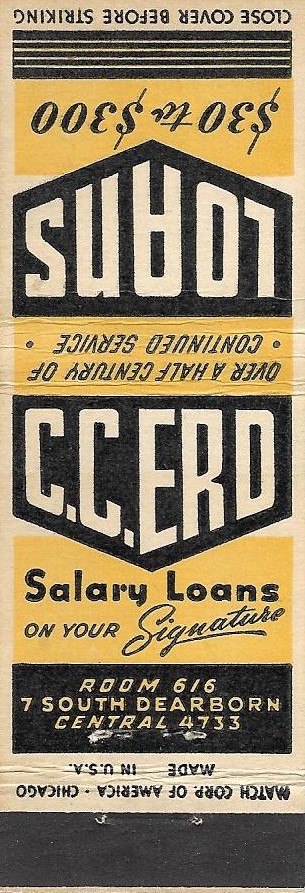 CLOSE COVER BEFORE STRIKING
$30 to $300
LOANS
• CONTINUED SERVICE •
OVER A HALF CENTURY OF
C.C.ERD
Salary Loans
ON YOUR Signature
ROOM 616
7 SOUTH DEARBORN
CENTRAL 4733
MADE IN U.S.A.
MATCH CORP. OF AMERICA • CHICAGO